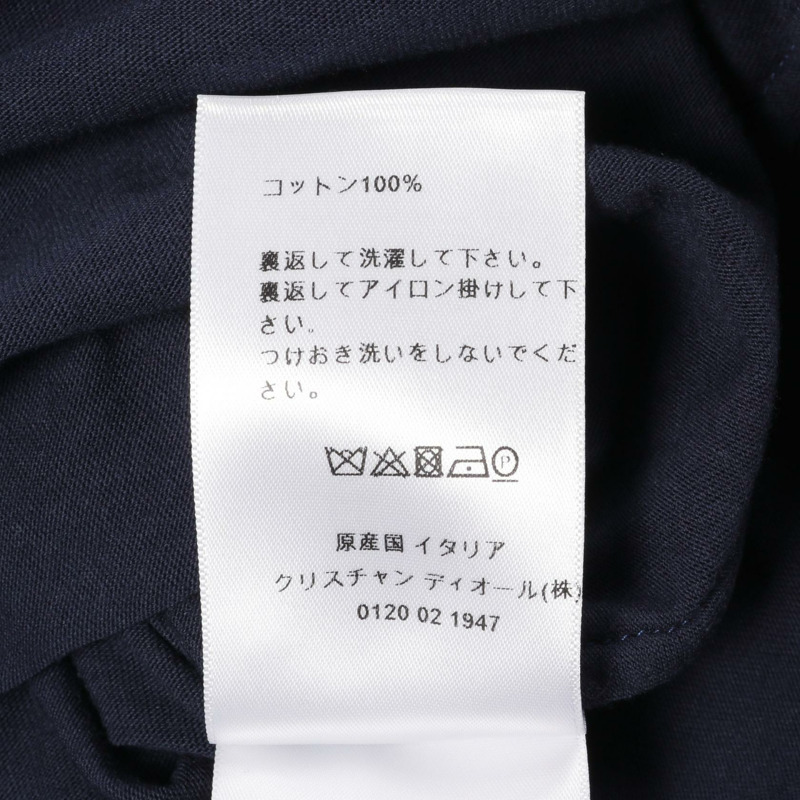 コットン100%
裏返して洗濯して下さい。
裏返してアイロン掛けして下
さい。
つけおき洗いをしないでくだ
さい。
P
原産国 イタリア
クリスチャン ディオール(株)
0120 02 1947